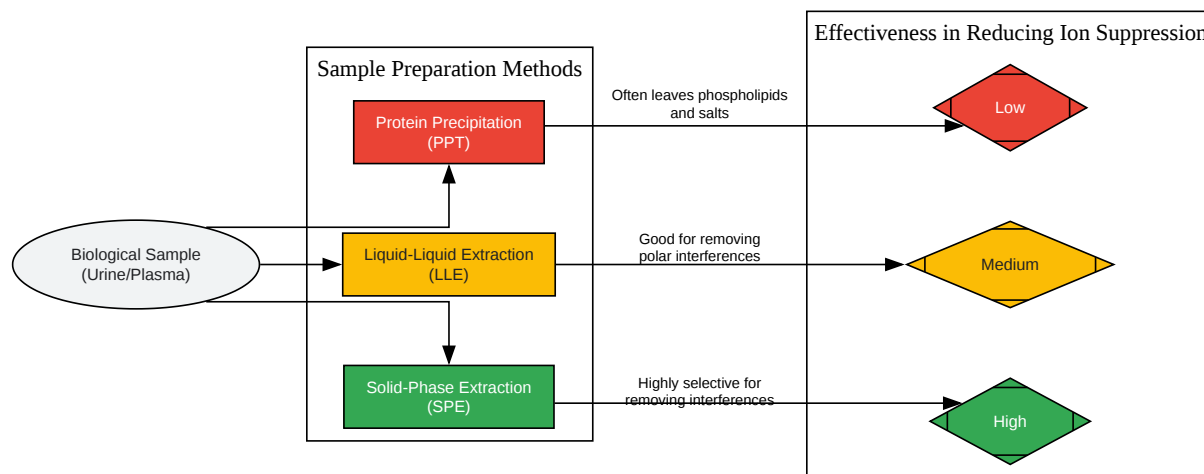 Effectiveness in Reducing Ion Suppression
Sample Preparation Methods
Often leaves phospholipids
and salts
Low
Protein Precipitation
(PPT)
Biological Sample
(Urine/Plasma)
Liquid-Liquid Extraction
(LLE)
Good for removing
polar interferences
Medium
Solid-Phase Extraction
(SPE)
Highly selective for
removing interferences
High